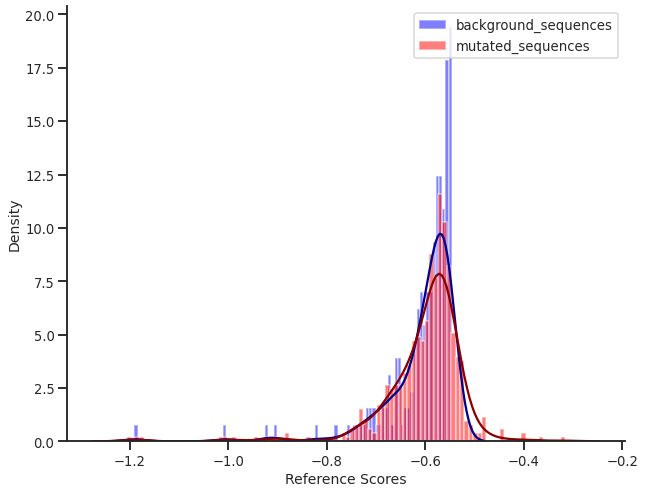 20.0
17.5
15.0
12.5
10.0
7.5
5.0
2.5
0.0
Density
background_sequences
mutated_sequences
−1.2 −1.0 −0.8 −0.6 −0.4 −0.2
Reference Scores